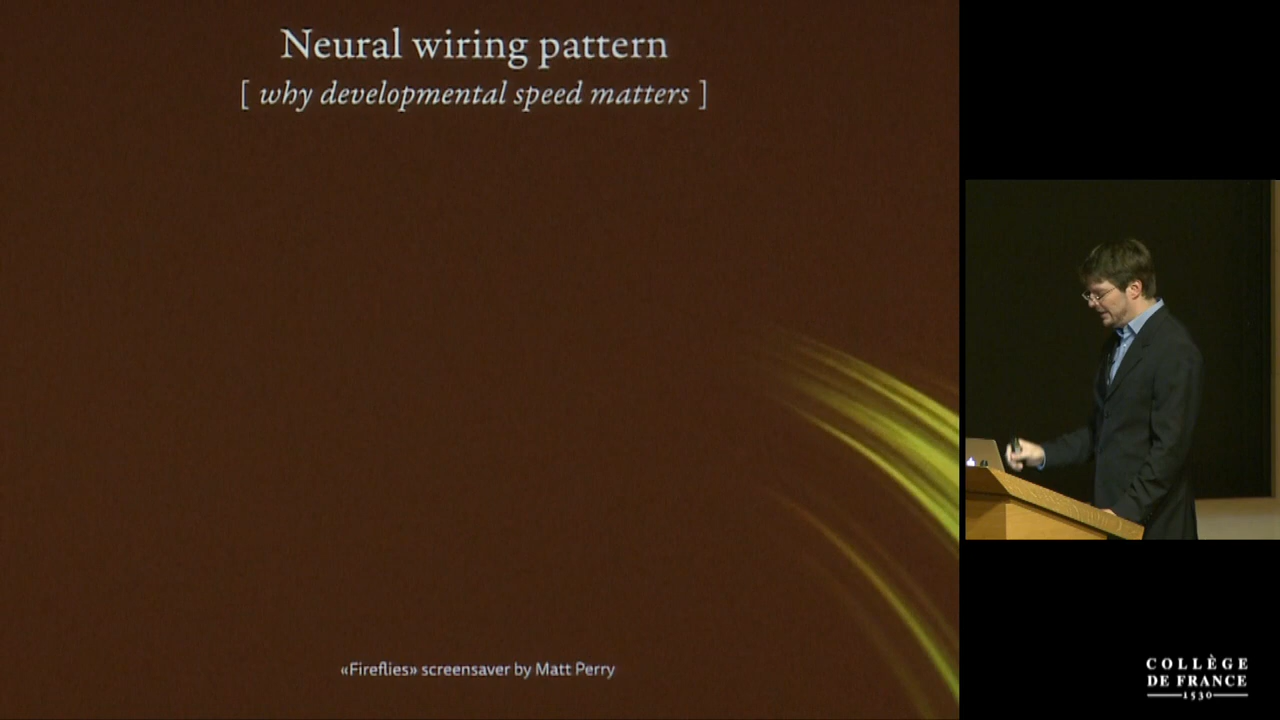 Neural wiring pattern
[ why developmental speed matters ]
«Fireflies» screensaver by Matt Perry
COLLÈGE
DE FRANCE
1530